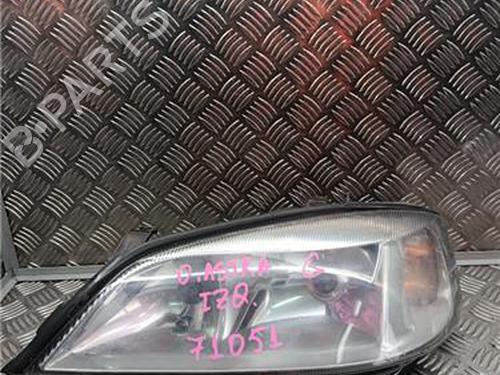 B-PARTS
O. ASTRA G
IZQ.
71051